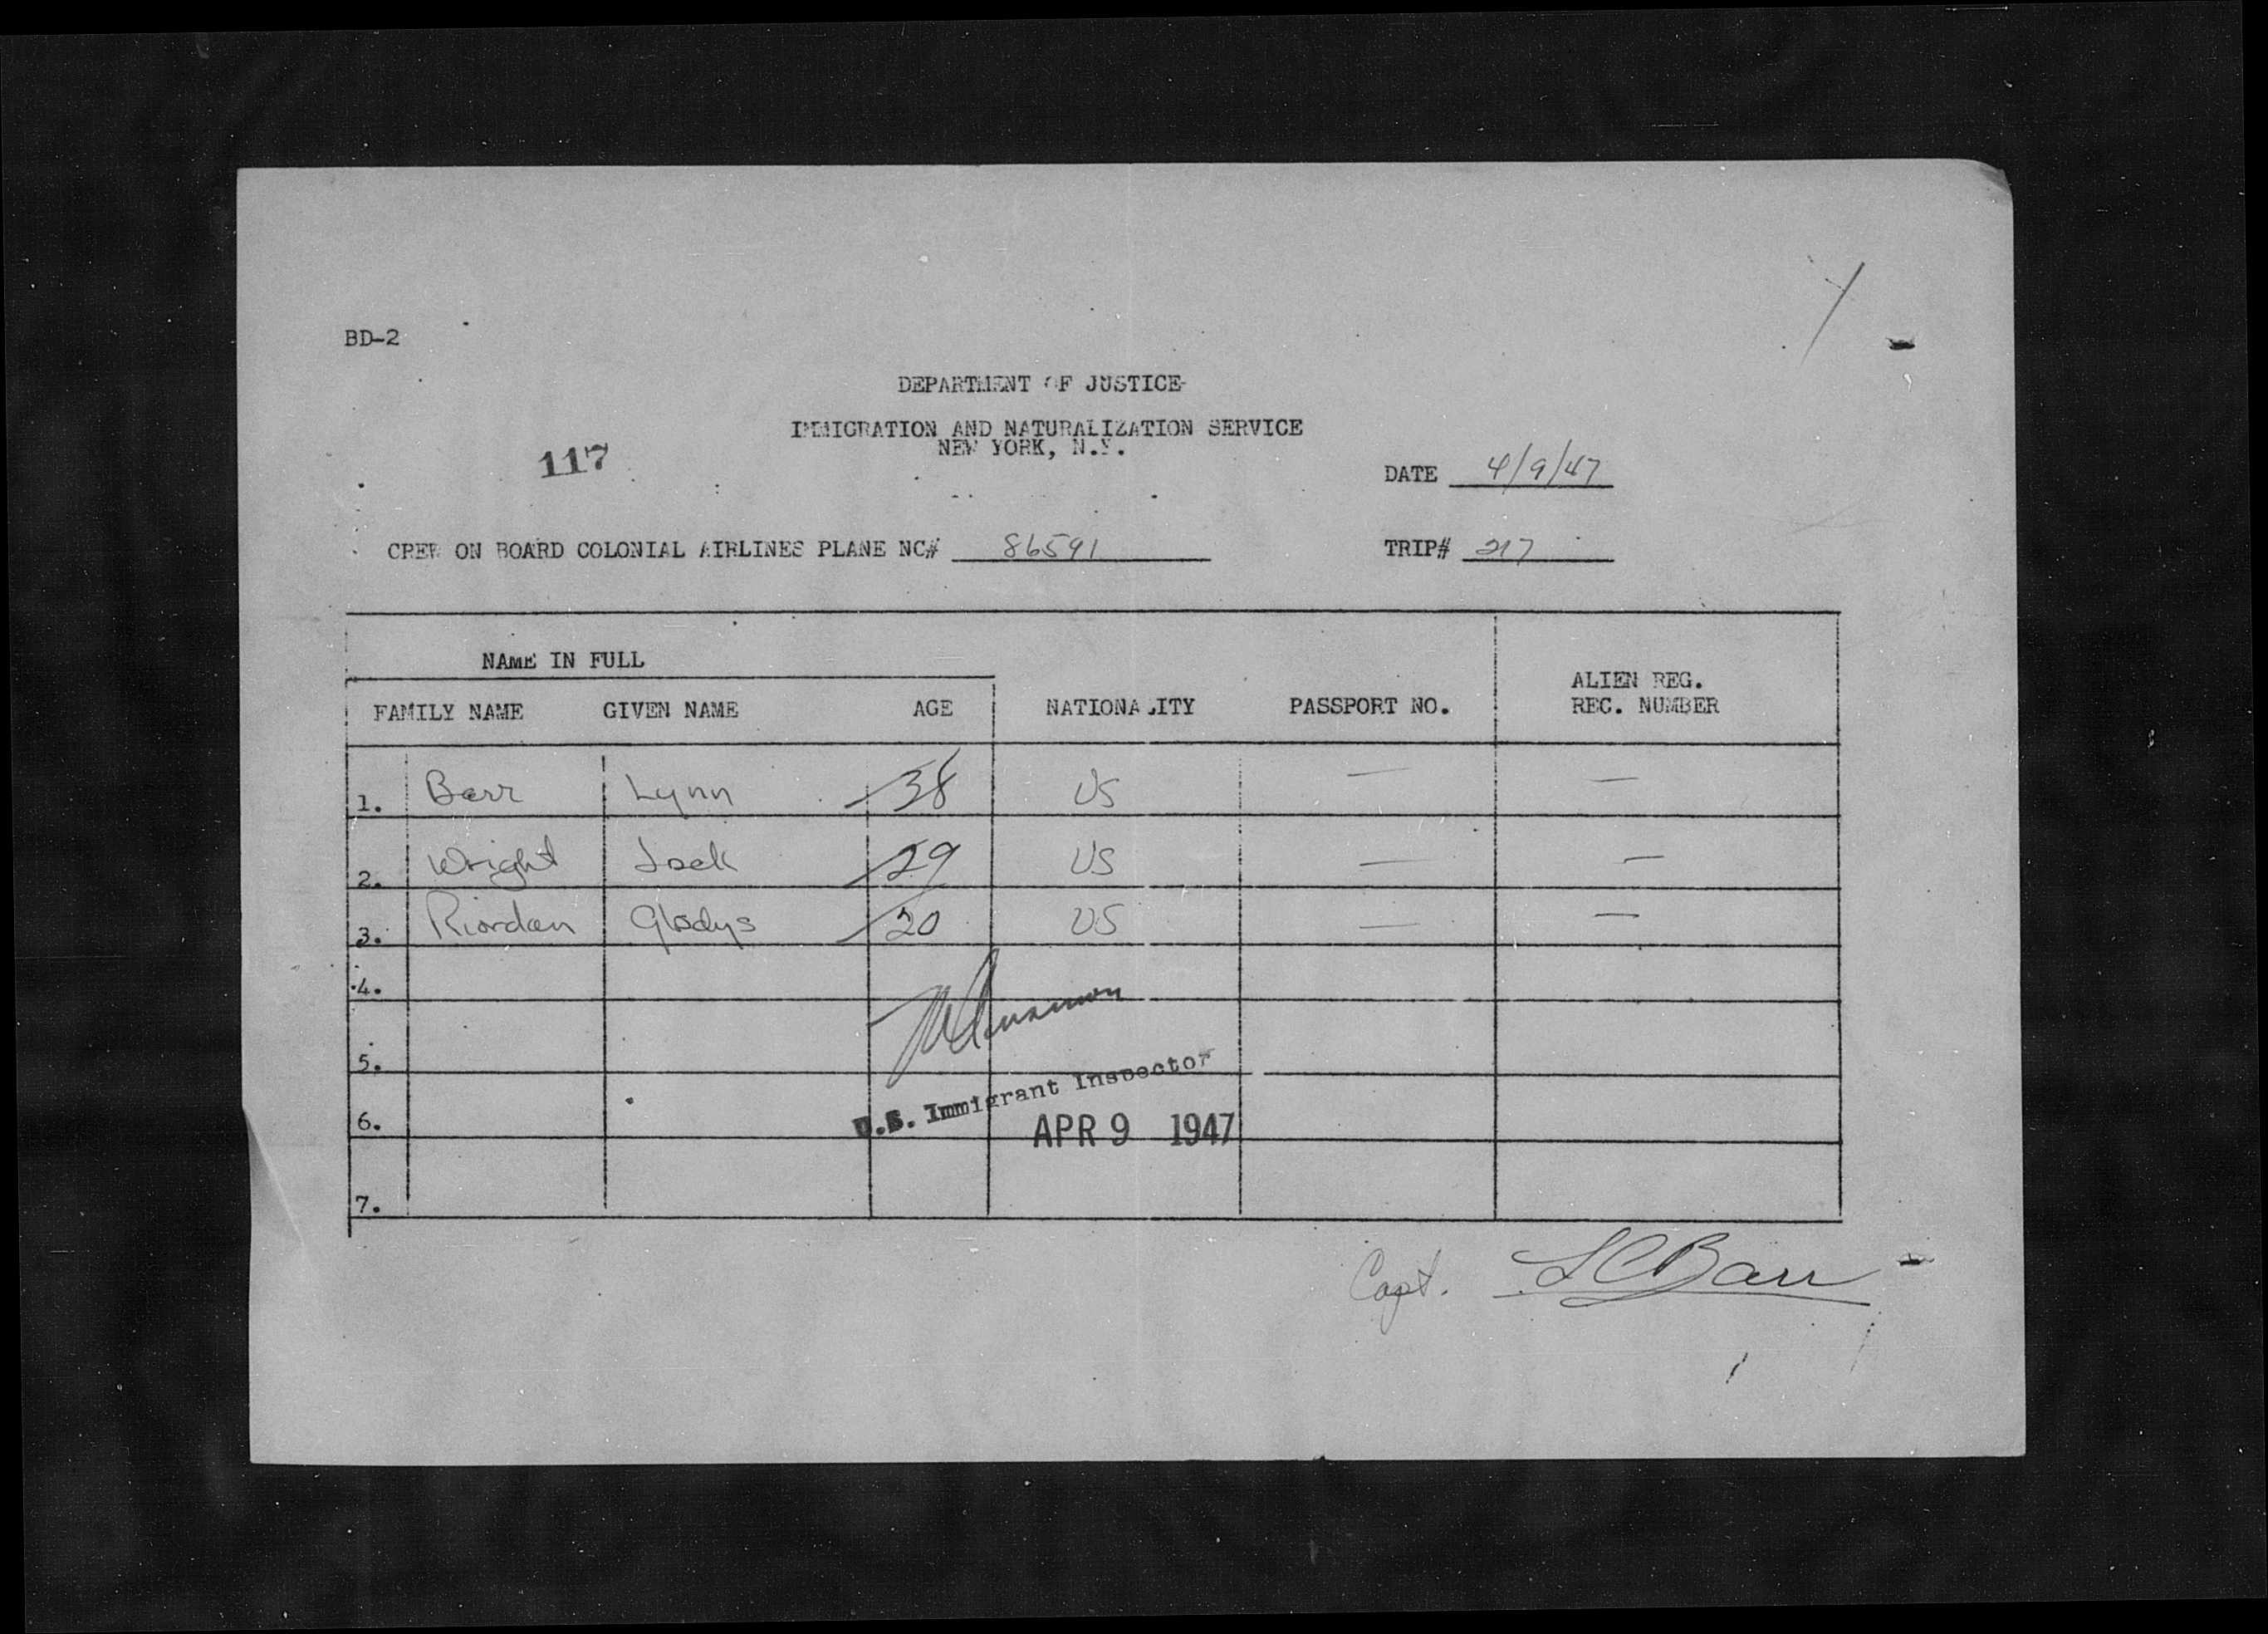 BD-2
DEPARTMENT OF JUSTICE
IMMIGRATION AND NATURALIZATION SERVICE
NEW YORK, N.Y.
117
DATE 4/9/47
CREW ON BOARD COLONIAL AIRLINES PLANE NC# 86591 TRIP# 217
NAME IN FULL
ALIEN REG.
FAMILY NAME GIVEN NAME AGE NATIONALITY PASSPORT NO. REC. NUMBER
1. Barr Lynn 38 US — —
2. Wright Jack 29 US — —
3. Riordan Gladys 20 US — —
4.
5.
U.S. Immigrant Inspector
6.
APR 9 1947
7.
Capt. LCBarr